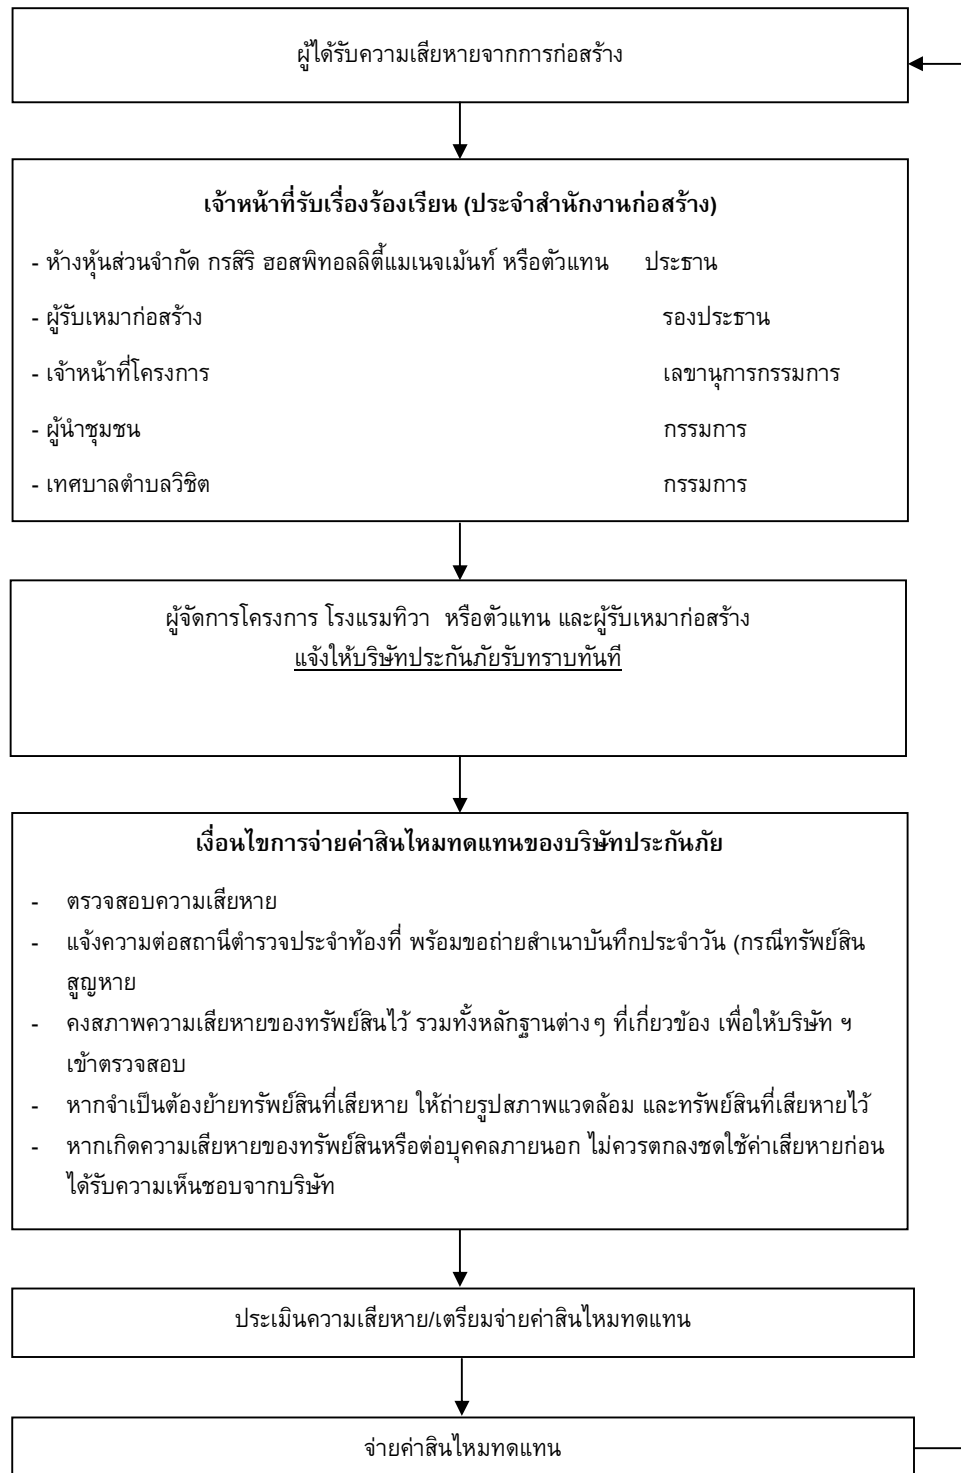 ผู้ได้รับความเสียหายจากการก่อสร้าง
เจ้าหน้าที่รับเรื่องร้องเรียน (ประจำสำนักงานก่อสร้าง)
- ห้างหุ้นส่วนจำกัด กรสิริ ฮอสพิทอลลิตี้แมเนจเม้นท์ หรือตัวแทน ประธาน
- ผู้รับเหมาก่อสร้าง รองประธาน
- เจ้าหน้าที่โครงการ เลขานุการกรรมการ
- ผู้นำชุมชน กรรมการ
- เทศบาลตำบลวิชิต กรรมการ
ผู้จัดการโครงการ โรงแรมทิวา หรือตัวแทน และผู้รับเหมาก่อสร้าง
แจ้งให้บริษัทประกันภัยรับทราบทันที
เงื่อนไขการจ่ายค่าสินไหมทดแทนของบริษัทประกันภัย
- ตรวจสอบความเสียหาย
- แจ้งความต่อสถานีตำรวจประจำท้องที่ พร้อมขอถ่ายสำเนาบันทึกประจำวัน (กรณีทรัพย์สิน
สูญหาย
- คงสภาพความเสียหายของทรัพย์สินไว้ รวมทั้งหลักฐานต่างๆ ที่เกี่ยวข้อง เพื่อให้บริษัท ฯ
เข้าตรวจสอบ
- หากจำเป็นต้องย้ายทรัพย์สินที่เสียหาย ให้ถ่ายรูปสภาพแวดล้อม และทรัพย์สินที่เสียหายไว้
- หากเกิดความเสียหายของทรัพย์สินหรือต่อบุคคลภายนอก ไม่ควรตกลงชดใช้ค่าเสียหายก่อน
ได้รับความเห็นชอบจากบริษัท
ประเมินความเสียหาย/เตรียมจ่ายค่าสินไหมทดแทน
จ่ายค่าสินไหมทดแทน